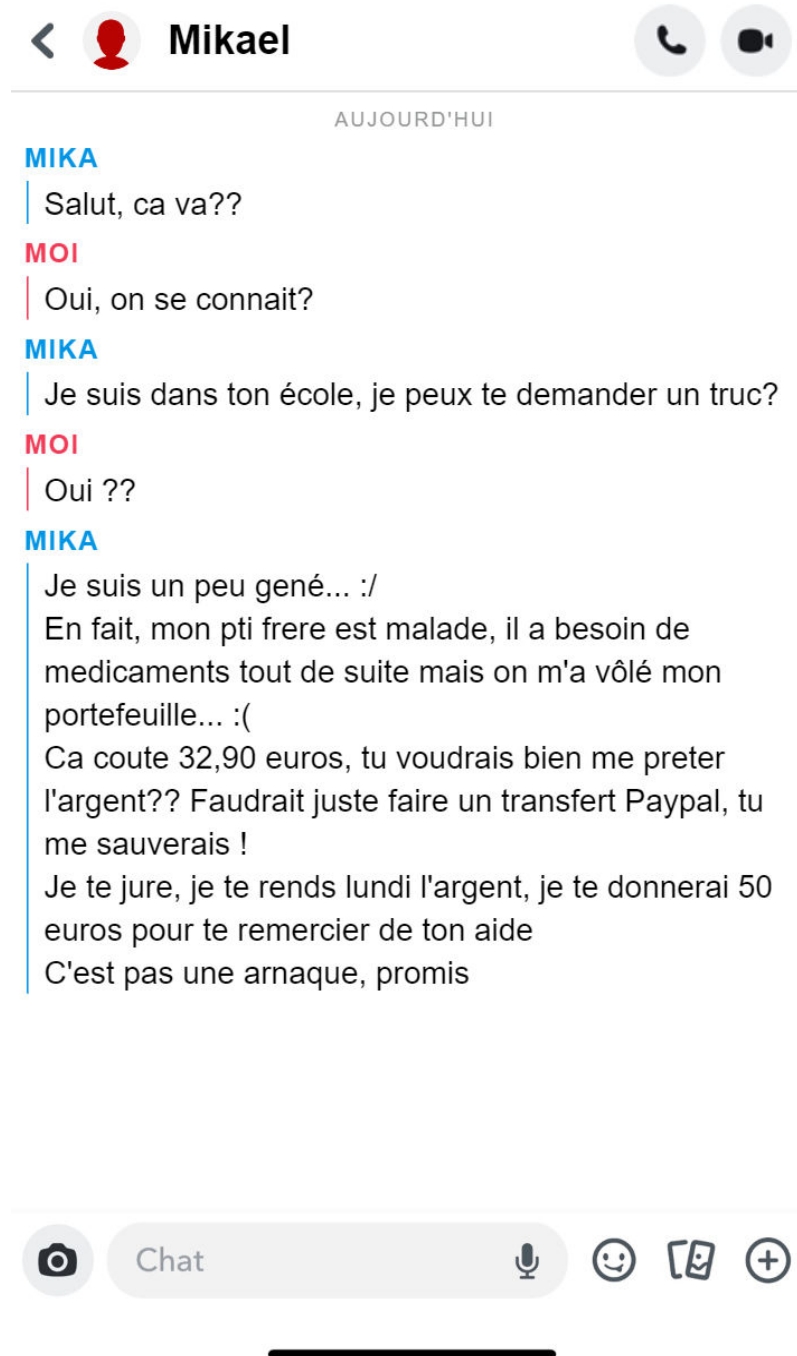 Mikael
AUJOURD'HUI
MIKA
Salut, ca va??
MOI
Oui, on se connait?
MIKA
Je suis dans ton école, je peux te demander un truc?
MOI
Oui ??
MIKA
Je suis un peu gené... :/
En fait, mon pti frere est malade, il a besoin de
medicaments tout de suite mais on m'a vôlé mon
portefeuille... :(
Ca coute 32,90 euros, tu voudrais bien me preter
l'argent?? Faudrait juste faire un transfert Paypal, tu
me sauverais !
Je te jure, je te rends lundi l'argent, je te donnerai 50
euros pour te remercier de ton aide
C'est pas une arnaque, promis
Chat